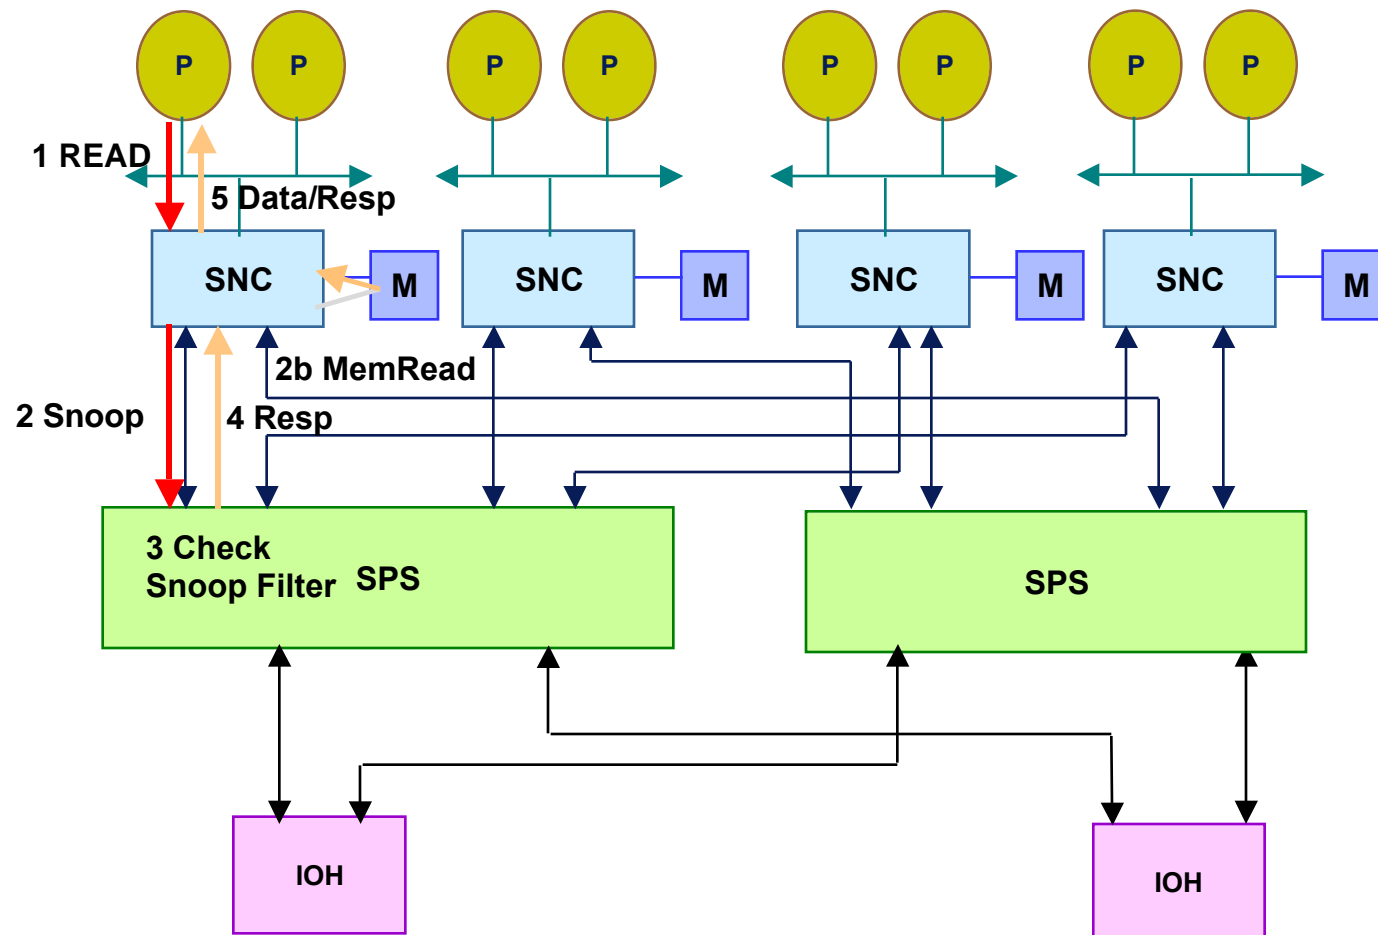 P P P P P P P P
1 READ
5 Data/Resp
SNC M SNC M SNC M SNC M
2b MemRead
2 Snoop
4 Resp
3 Check
Snoop Filter SPS
SPS
IOH
IOH